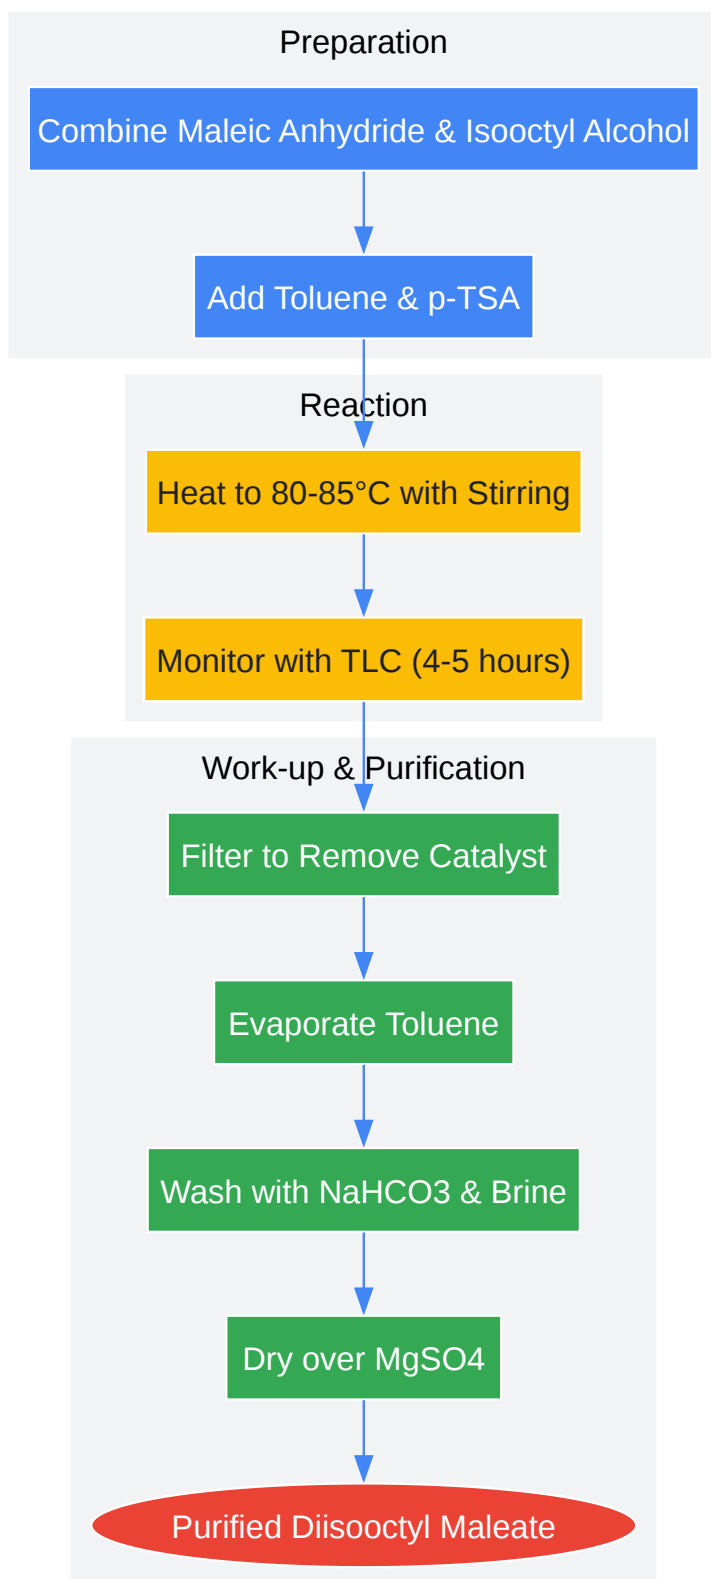 Preparation
Combine Maleic Anhydride & Isooctyl Alcohol
Add Toluene & p-TSA
Reaction
Heat to 80-85°C with Stirring
Monitor with TLC (4-5 hours)
Work-up & Purification
Filter to Remove Catalyst
Evaporate Toluene
Wash with NaHCO3 & Brine
Dry over MgSO4
Purified Diisooctyl Maleate